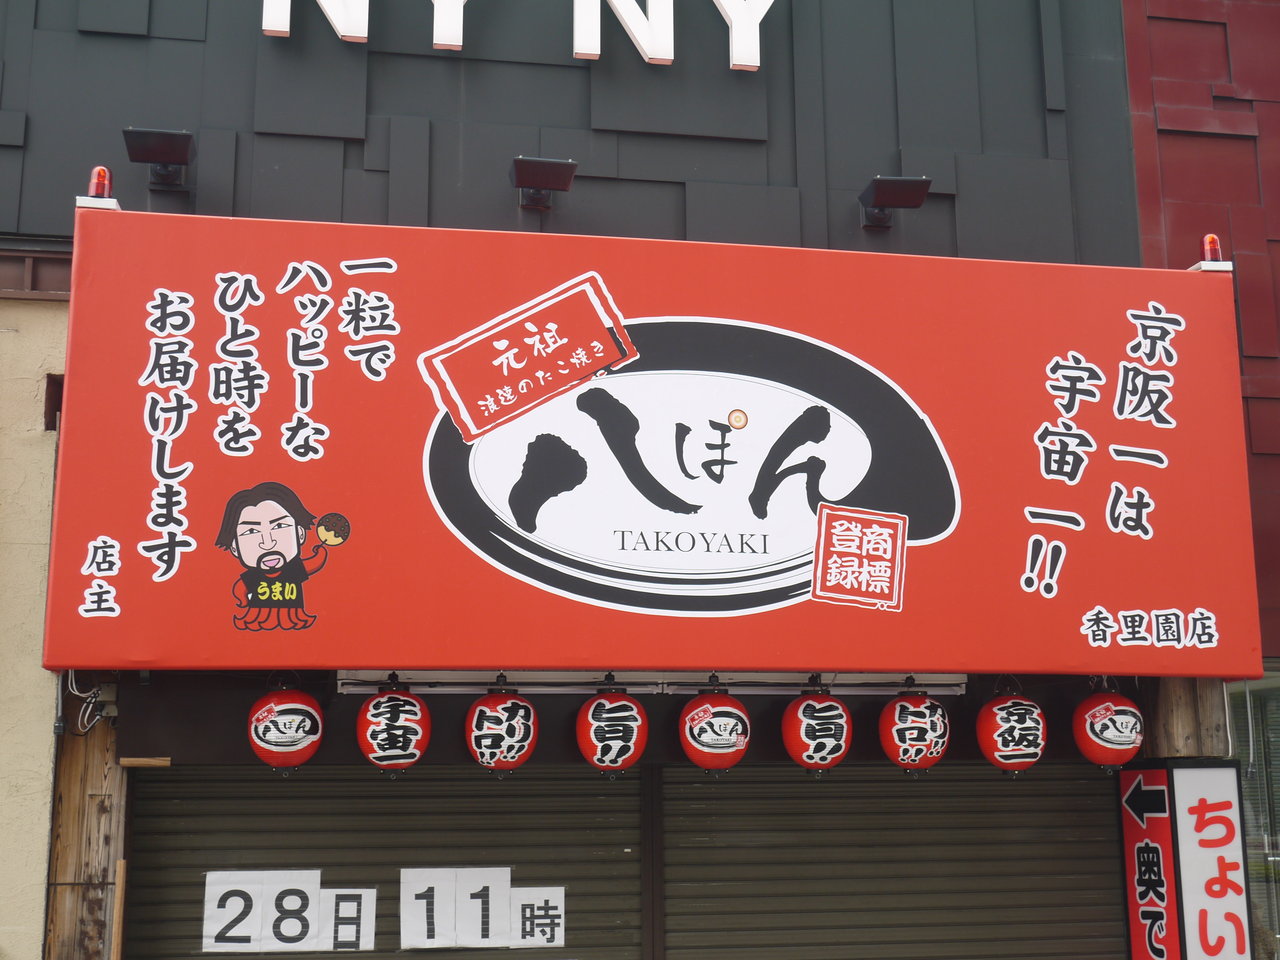 NY NY
京阪一は
宇宙一!!
香里園店
元祖
浪速のたこ焼き
八ぽん
TAKOYAKI
商標
登録
一粒で
ハッピーな
ひと時を
お届けします
店主
うまい
八ぽん
宇宙一
カリ!!
トロ!!
旨!!
八ぽん
旨!!
カリ!!
トロ!!
京阪一
八ぽん
28日 11時
奥で
ちょい